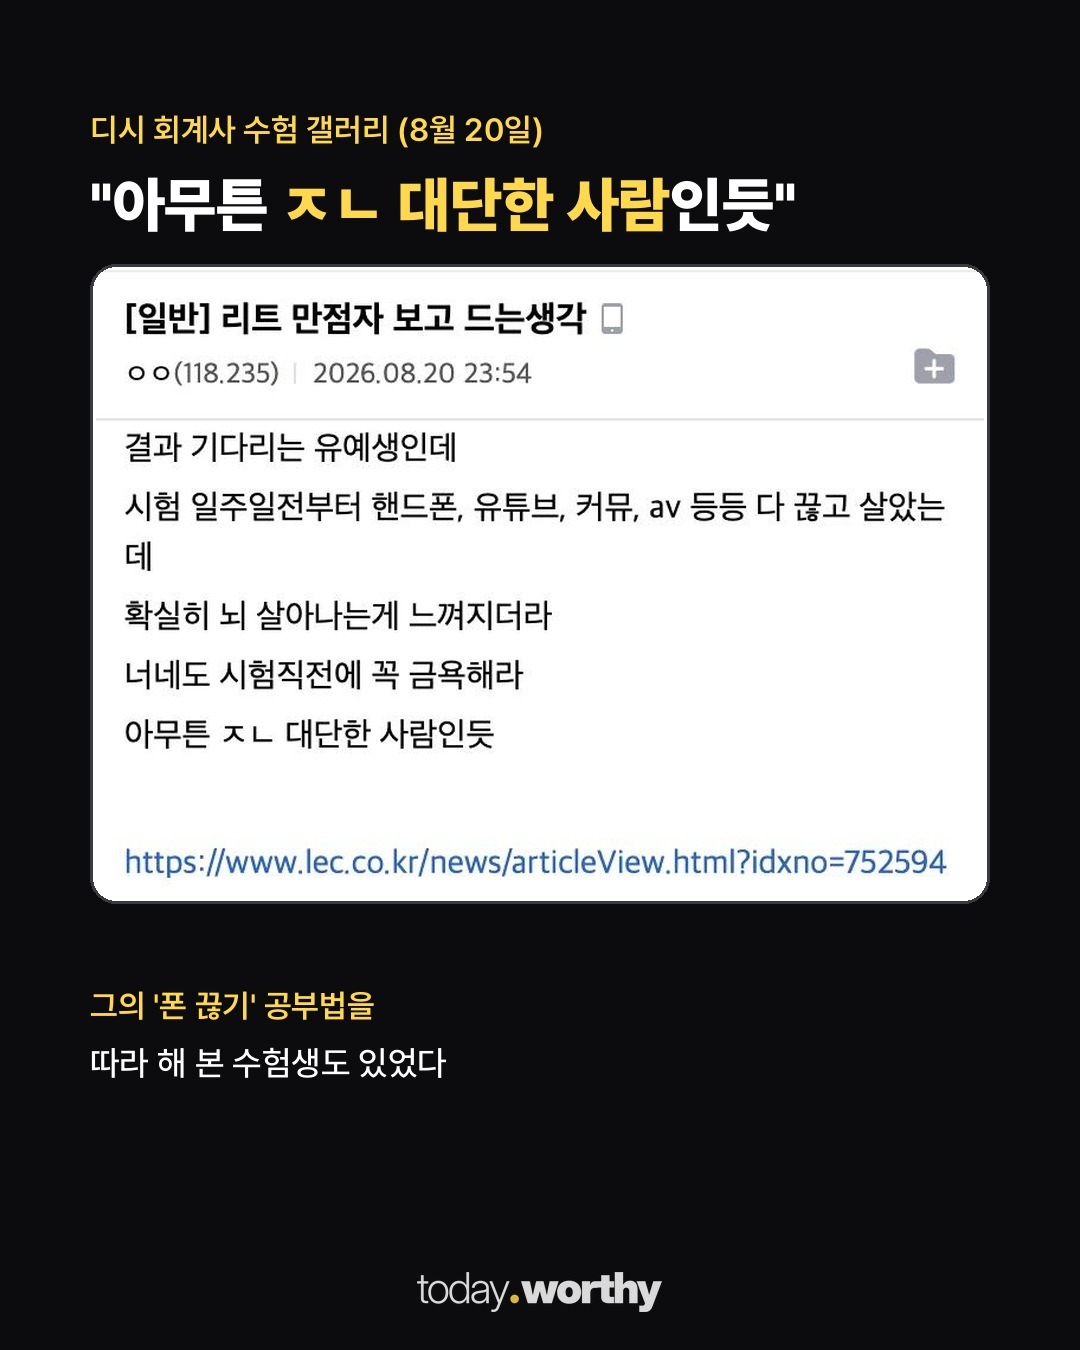 디시 회계사 수험 갤러리 (8월 20일)
"아무튼 ㅈㄴ 대단한 사람인듯"
[일반] 리트 만점자 보고 드는생각
ㅇㅇ(118.235) 2026.08.20 23:54
결과 기다리는 유예생인데
시험 일주일전부터 핸드폰, 유튜브, 커뮤, av 등등 다 끊고 살았는
데
확실히 뇌 살아나는게 느껴지더라
너네도 시험직전에 꼭 금욕해라
아무튼 ㅈㄴ 대단한 사람인듯
https://www.lec.co.kr/news/articleView.html?idxno=752594
그의 '폰 끊기' 공부법을
따라 해 본 수험생도 있었다
today.worthy